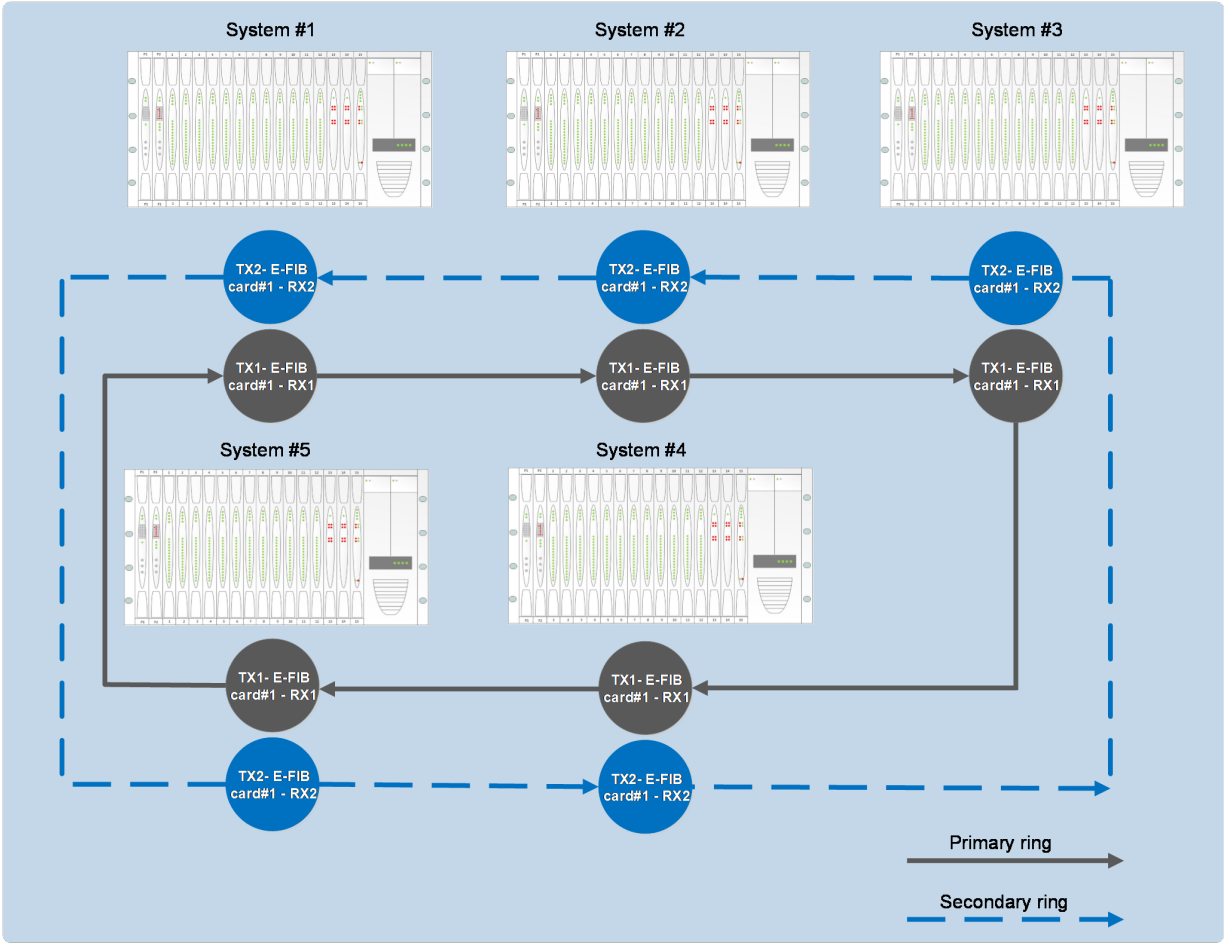 System #1
System #2
System #3
TX2- E-FIB
card#1 - RX2
TX2- E-FIB
card#1 - RX2
TX2- E-FIB
card#1 - RX2
TX1- E-FIB
card#1 - RX1
TX1- E-FIB
card#1 - RX1
TX1- E-FIB
card#1 - RX1
System #5
System #4
TX1- E-FIB
card#1 - RX1
TX1- E-FIB
card#1 - RX1
TX2- E-FIB
card#1 - RX2
TX2- E-FIB
card#1 - RX2
Primary ring
Secondary ring